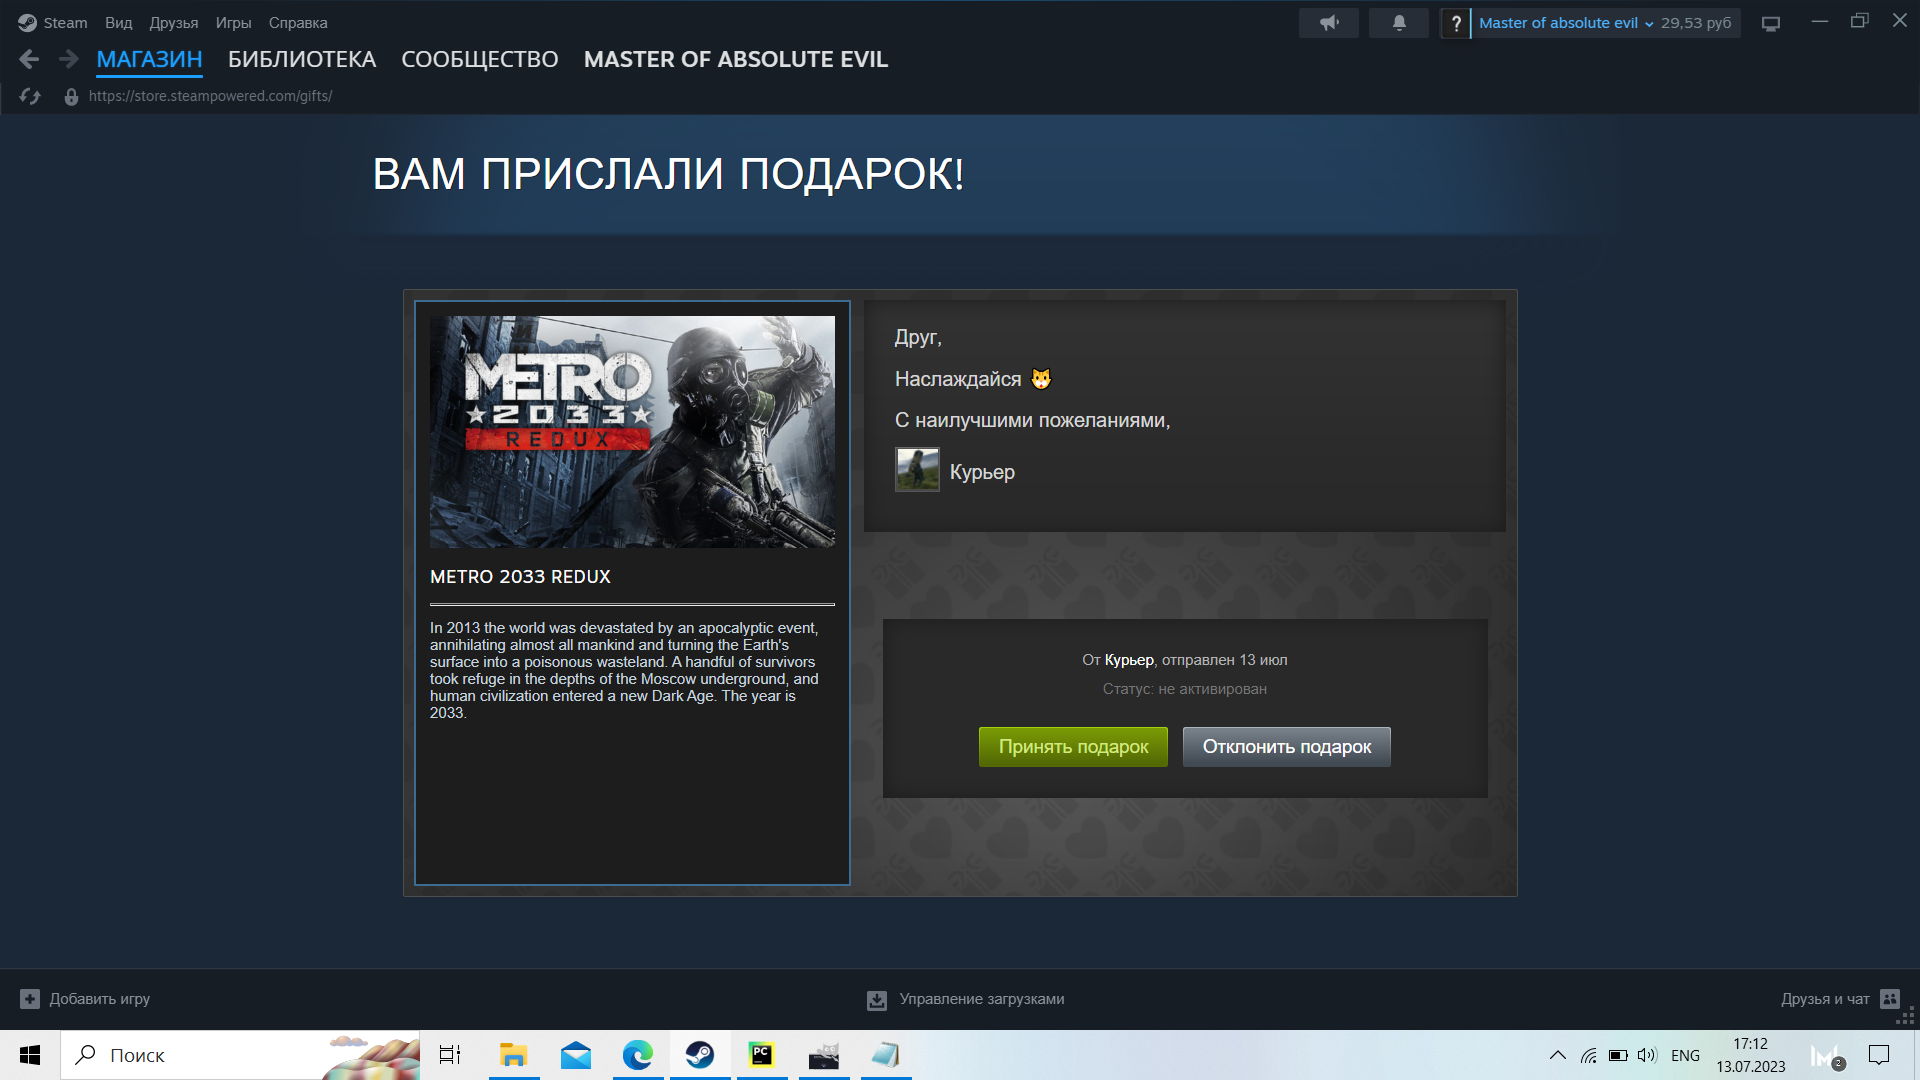 Steam Вид Друзья Игры Справка
? Master of absolute evil 29,53 руб
МАГАЗИН БИБЛИОТЕКА СООБЩЕСТВО MASTER OF ABSOLUTE EVIL
https://store.steampowered.com/gifts/
ВАМ ПРИСЛАЛИ ПОДАРОК!
METRO
2033
REDUX
METRO 2033 REDUX
In 2013 the world was devastated by an apocalyptic event,
annihilating almost all mankind and turning the Earth's
surface into a poisonous wasteland. A handful of survivors
took refuge in the depths of the Moscow underground, and
human civilization entered a new Dark Age. The year is
2033.
Друг,
Наслаждайся 🐱
С наилучшими пожеланиями,
Курьер
От Курьер, отправлен 13 июл
Статус: не активирован
Принять подарок Отклонить подарок
Добавить игру
Управление загрузками
Друзья и чат
Поиск
PC
ENG
17:12
13.07.2023
2